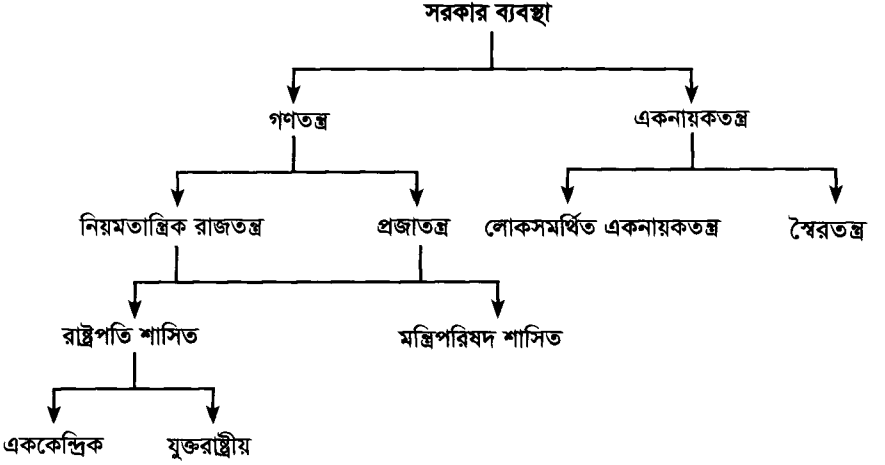 সরকার ব্যবস্থা
গণতন্ত্র একনায়কতন্ত্র
নিয়মতান্ত্রিক রাজতন্ত্র প্রজাতন্ত্র লোকসমর্থিত একনায়কতন্ত্র স্বৈরতন্ত্র
রাষ্ট্রপতি শাসিত মন্ত্রিপরিষদ শাসিত
এককেন্দ্রিক যুক্তরাষ্ট্রীয়